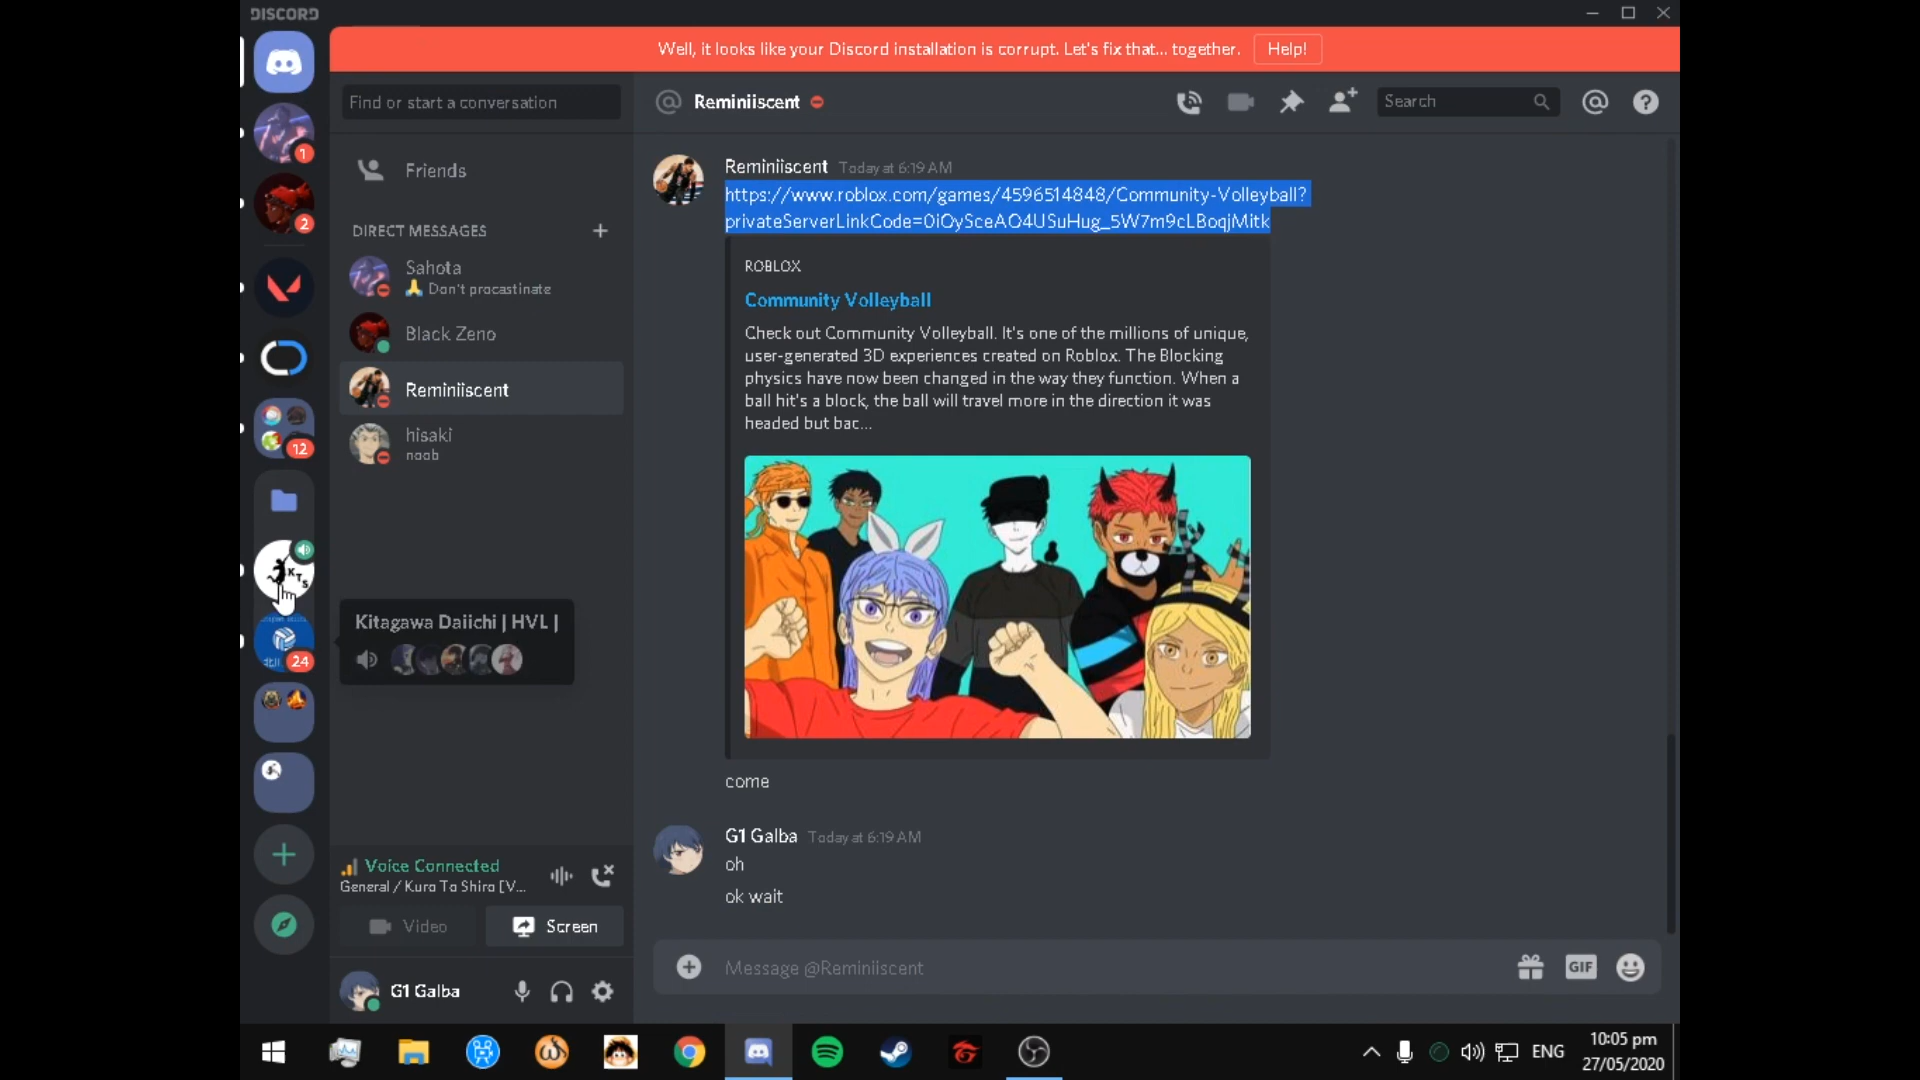 DISCORD
Well, it looks like your Discord installation is corrupt. Let's fix that... together.
Help!
Find or start a conversation
Reminiiscent
Search
1
2
12
24
KTS
Friends
DIRECT MESSAGES
Sahota
🙏 Don't procastinate
Black Zeno
Reminiiscent
hisaki
noob
Kitagawa Daiichi | HVL |
Voice Connected
General / Kuro To Shiro [V...
Video
Screen
G1 Galba
Reminiiscent Today at 6:19 AM
https://www.roblox.com/games/4596514848/Community-Volleyball?
privateServerLinkCode=0iQySceAO4USuHug_5W7m9cLBoqjMitk
ROBLOX
Community Volleyball
Check out Community Volleyball. It's one of the millions of unique,
user-generated 3D experiences created on Roblox. The Blocking
physics have now been changed in the way they function. When a
ball hit's a block, the ball will travel more in the direction it was
headed but bac...
come
G1 Galba Today at 6:19 AM
oh
ok wait
Message @Reminiiscent
GIF
ENG
10:05 pm
27/05/2020